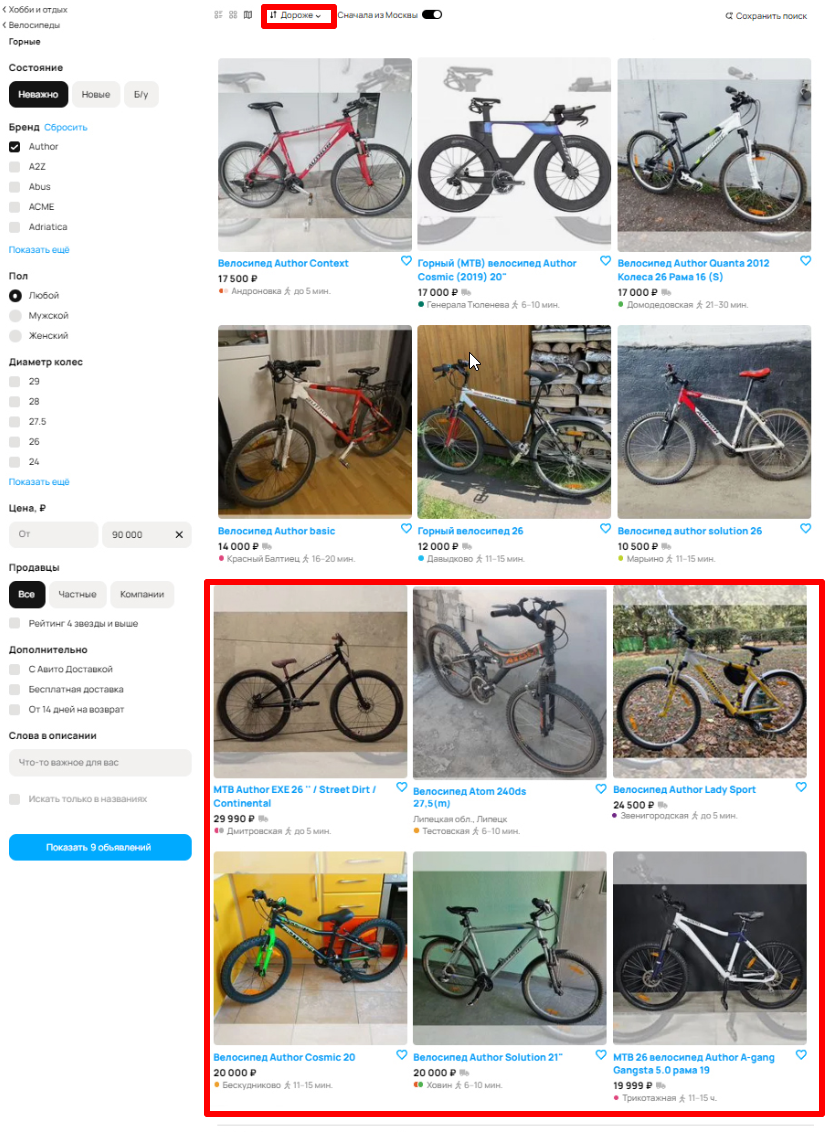 Хобби и отдых
Велосипеды
Горные
Состояние
Неважно
Новые
Б/у
Бренд Сбросить
Author
A2Z
Abus
ACME
Adriatica
Показать ещё
Пол
Любой
Мужской
Женский
Диаметр колес
29
28
27.5
26
24
Показать ещё
Цена, ₽
От
90 000
Продавцы
Все
Частные
Компании
Рейтинг 4 звезды и выше
Дополнительно
С Авито Доставкой
Бесплатная доставка
От 14 дней на возврат
Слова в описании
Что-то важное для вас
Искать только в названиях
Показать 9 объявлений
Дороже
Сначала из Москвы
Сохранить поиск
Велосипед Author Context
17 500 ₽
Андроновка до 5 мин.
Горный (MTB) велосипед Author
Cosmic (2019) 20"
17 000 ₽
Генерала Тюленева 6–10 мин.
Велосипед Author Quanta 2012
Колеса 26 Рама 16 (S)
17 000 ₽
Домодедовская 21–30 мин.
Велосипед Author basic
14 000 ₽
Красный Балтиец 16–20 мин.
Горный велосипед 26
12 000 ₽
Давыдково 11–15 мин.
Велосипед author solution 26
10 500 ₽
Марьино 11–15 мин.
MTB Author EXE 26 '' / Street Dirt /
Continental
29 990 ₽
Дмитровская до 5 мин.
Велосипед Atom 240ds
27,5(m)
Липецкая обл., Липецк
Тестовская 6–10 мин.
Велосипед Author Lady Sport
24 500 ₽
Звенигородская до 5 мин.
Велосипед Author Cosmic 20
20 000 ₽
Бескудниково 11–15 мин.
Велосипед Author Solution 21"
20 000 ₽
Ховин 6–10 мин.
MTB 26 велосипед Author A-gang
Gangsta 5.0 рама 19
19 999 ₽
Трикотажная 11–15 ч.